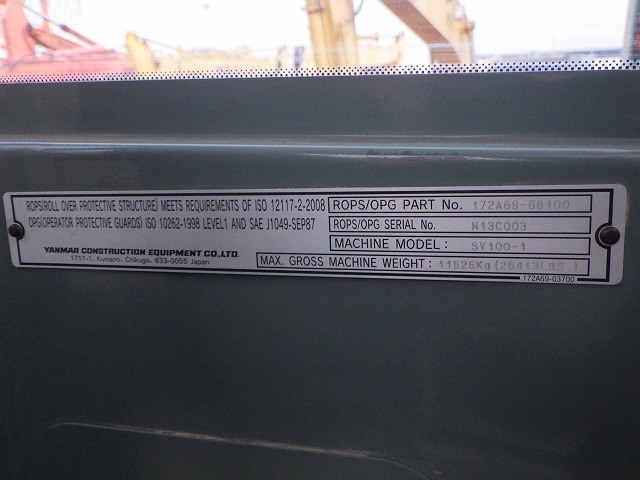 ROPS(ROLL OVER PROTECTIVE STRUCTURE) MEETS REQUIREMENTS OF ISO 12117-2-2008
OPG(OPERATOR PROTECTIVE GUARDS) ISO 10262-1998 LEVEL1 AND SAE J1049-SEP87
YANMAR CONSTRUCTION EQUIPMENT CO.,LTD.
1717-1, Kumano, Chikugo, 833-0055 Japan
ROPS/OPG PART No. 172A69-68100
ROPS/OPG SERIAL No. N13C003
MACHINE MODEL: SV100-1
MAX. GROSS MACHINE WEIGHT: 11525Kg(25413LBS.)
172A69-03700